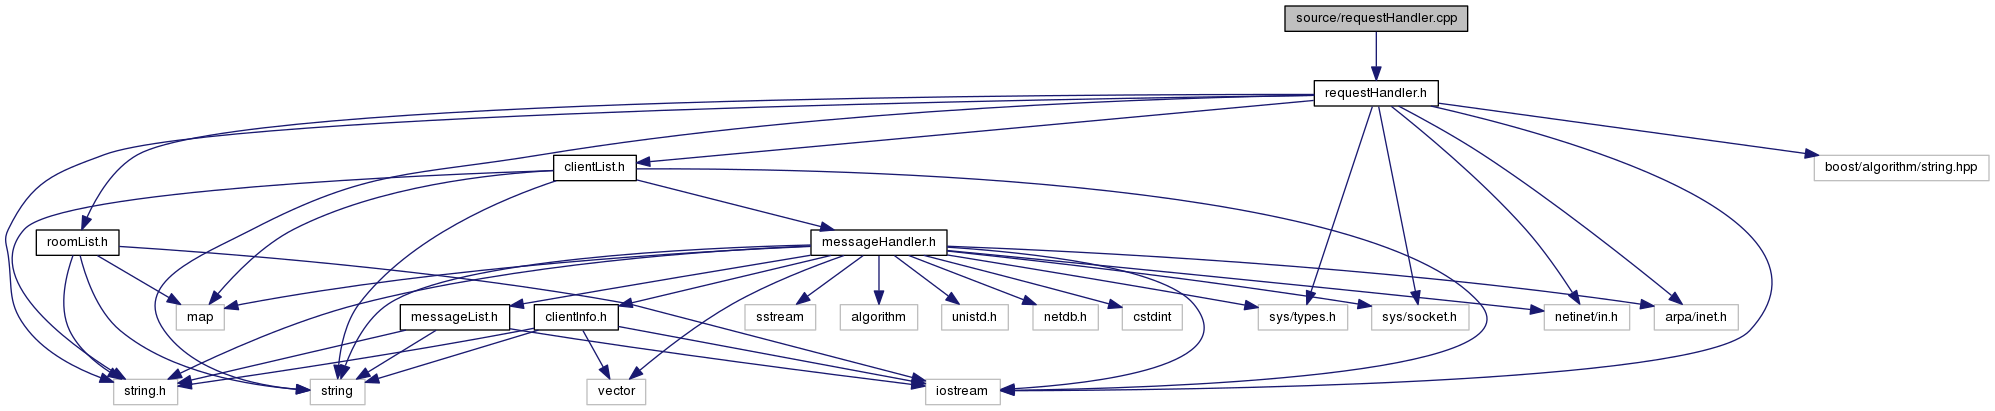 source/requestHandler.cpp
requestHandler.h
clientList.h
boost/algorithm/string.hpp
roomList.h
messageHandler.h
map
messageList.h
clientInfo.h
sstream
algorithm
unistd.h
netdb.h
cstdint
sys/types.h
sys/socket.h
netinet/in.h
arpa/inet.h
string.h
string
vector
iostream